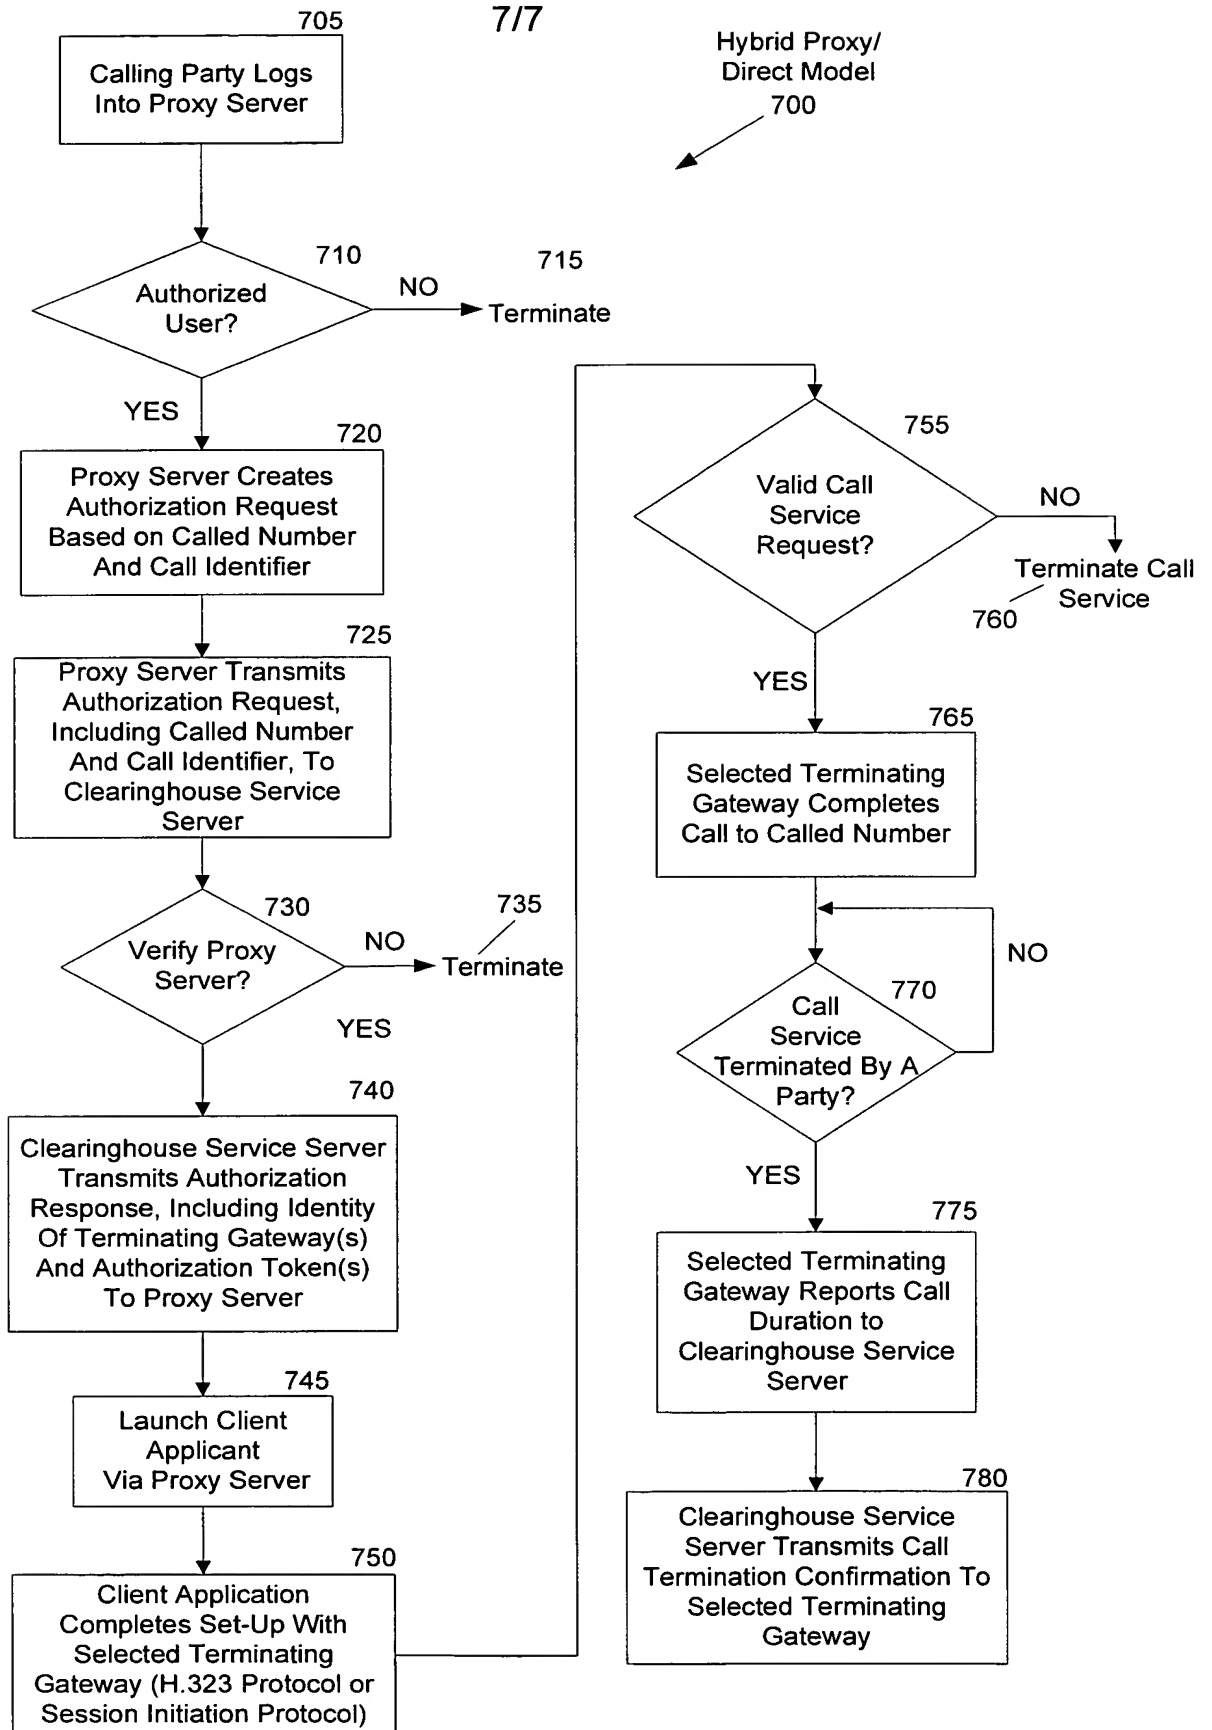 7/7
Hybrid Proxy/
Direct Model
700
705
Calling Party Logs
Into Proxy Server
710
Authorized
User?
NO
715
Terminate
YES
720
Proxy Server Creates
Authorization Request
Based on Called Number
And Call Identifier
725
Proxy Server Transmits
Authorization Request,
Including Called Number
And Call Identifier, To
Clearinghouse Service
Server
730
Verify Proxy
Server?
NO
735
Terminate
YES
740
Clearinghouse Service Server
Transmits Authorization
Response, Including Identity
Of Terminating Gateway(s)
And Authorization Token(s)
To Proxy Server
745
Launch Client
Applicant
Via Proxy Server
750
Client Application
Completes Set-Up With
Selected Terminating
Gateway (H.323 Protocol or
Session Initiation Protocol)
755
Valid Call
Service
Request?
NO
Terminate Call
Service
760
YES
765
Selected Terminating
Gateway Completes
Call to Called Number
770
Call
Service
Terminated By A
Party?
NO
YES
775
Selected Terminating
Gateway Reports Call
Duration to
Clearinghouse Service
Server
780
Clearinghouse Service
Server Transmits Call
Termination Confirmation To
Selected Terminating
Gateway